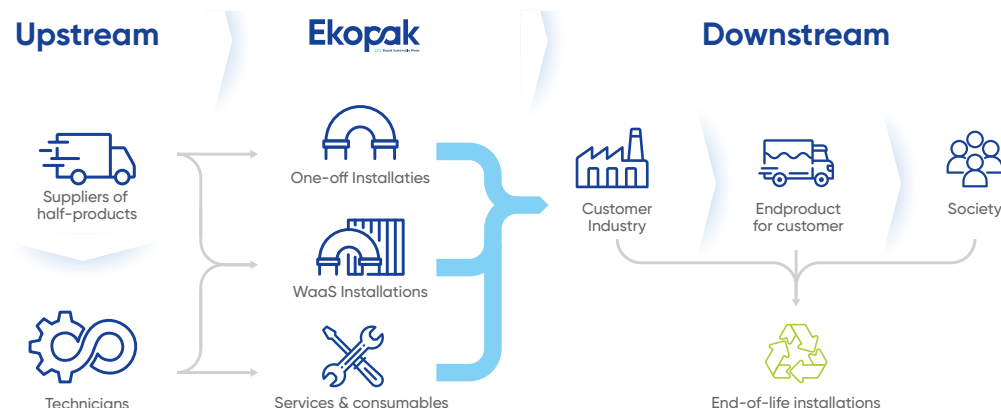 Upstream
Ekopak
Downstream
Suppliers of
half-products
One-off Installaties
Customer
Industry
Endproduct
for customer
Society
WaaS Installations
Technicians
Services & consumables
End-of-life installations